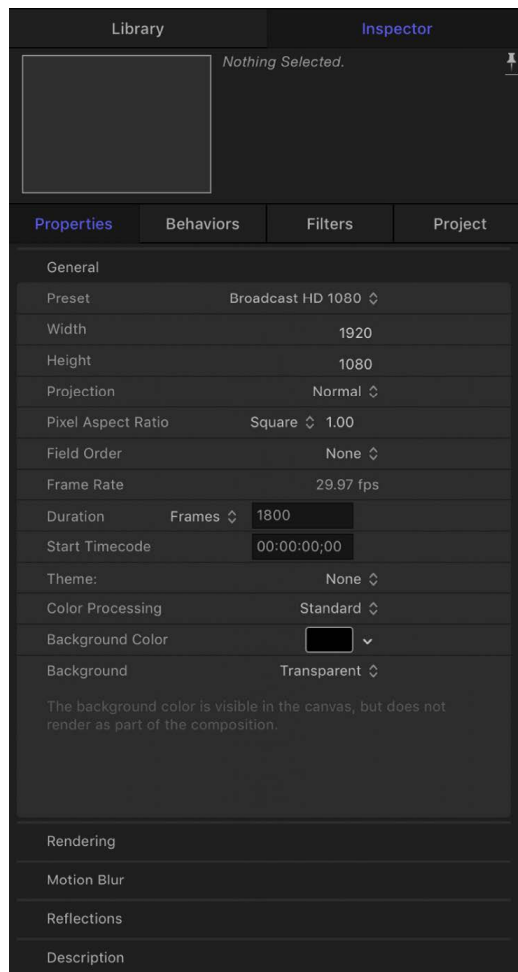 Library Inspector
Nothing Selected.
Properties Behaviors Filters Project
General
Preset Broadcast HD 1080
Width 1920
Height 1080
Projection Normal
Pixel Aspect Ratio Square 1.00
Field Order None
Frame Rate 29.97 fps
Duration Frames 1800
Start Timecode 00:00:00;00
Theme: None
Color Processing Standard
Background Color
Background Transparent
The background color is visible in the canvas, but does not
render as part of the composition.
Rendering
Motion Blur
Reflections
Description